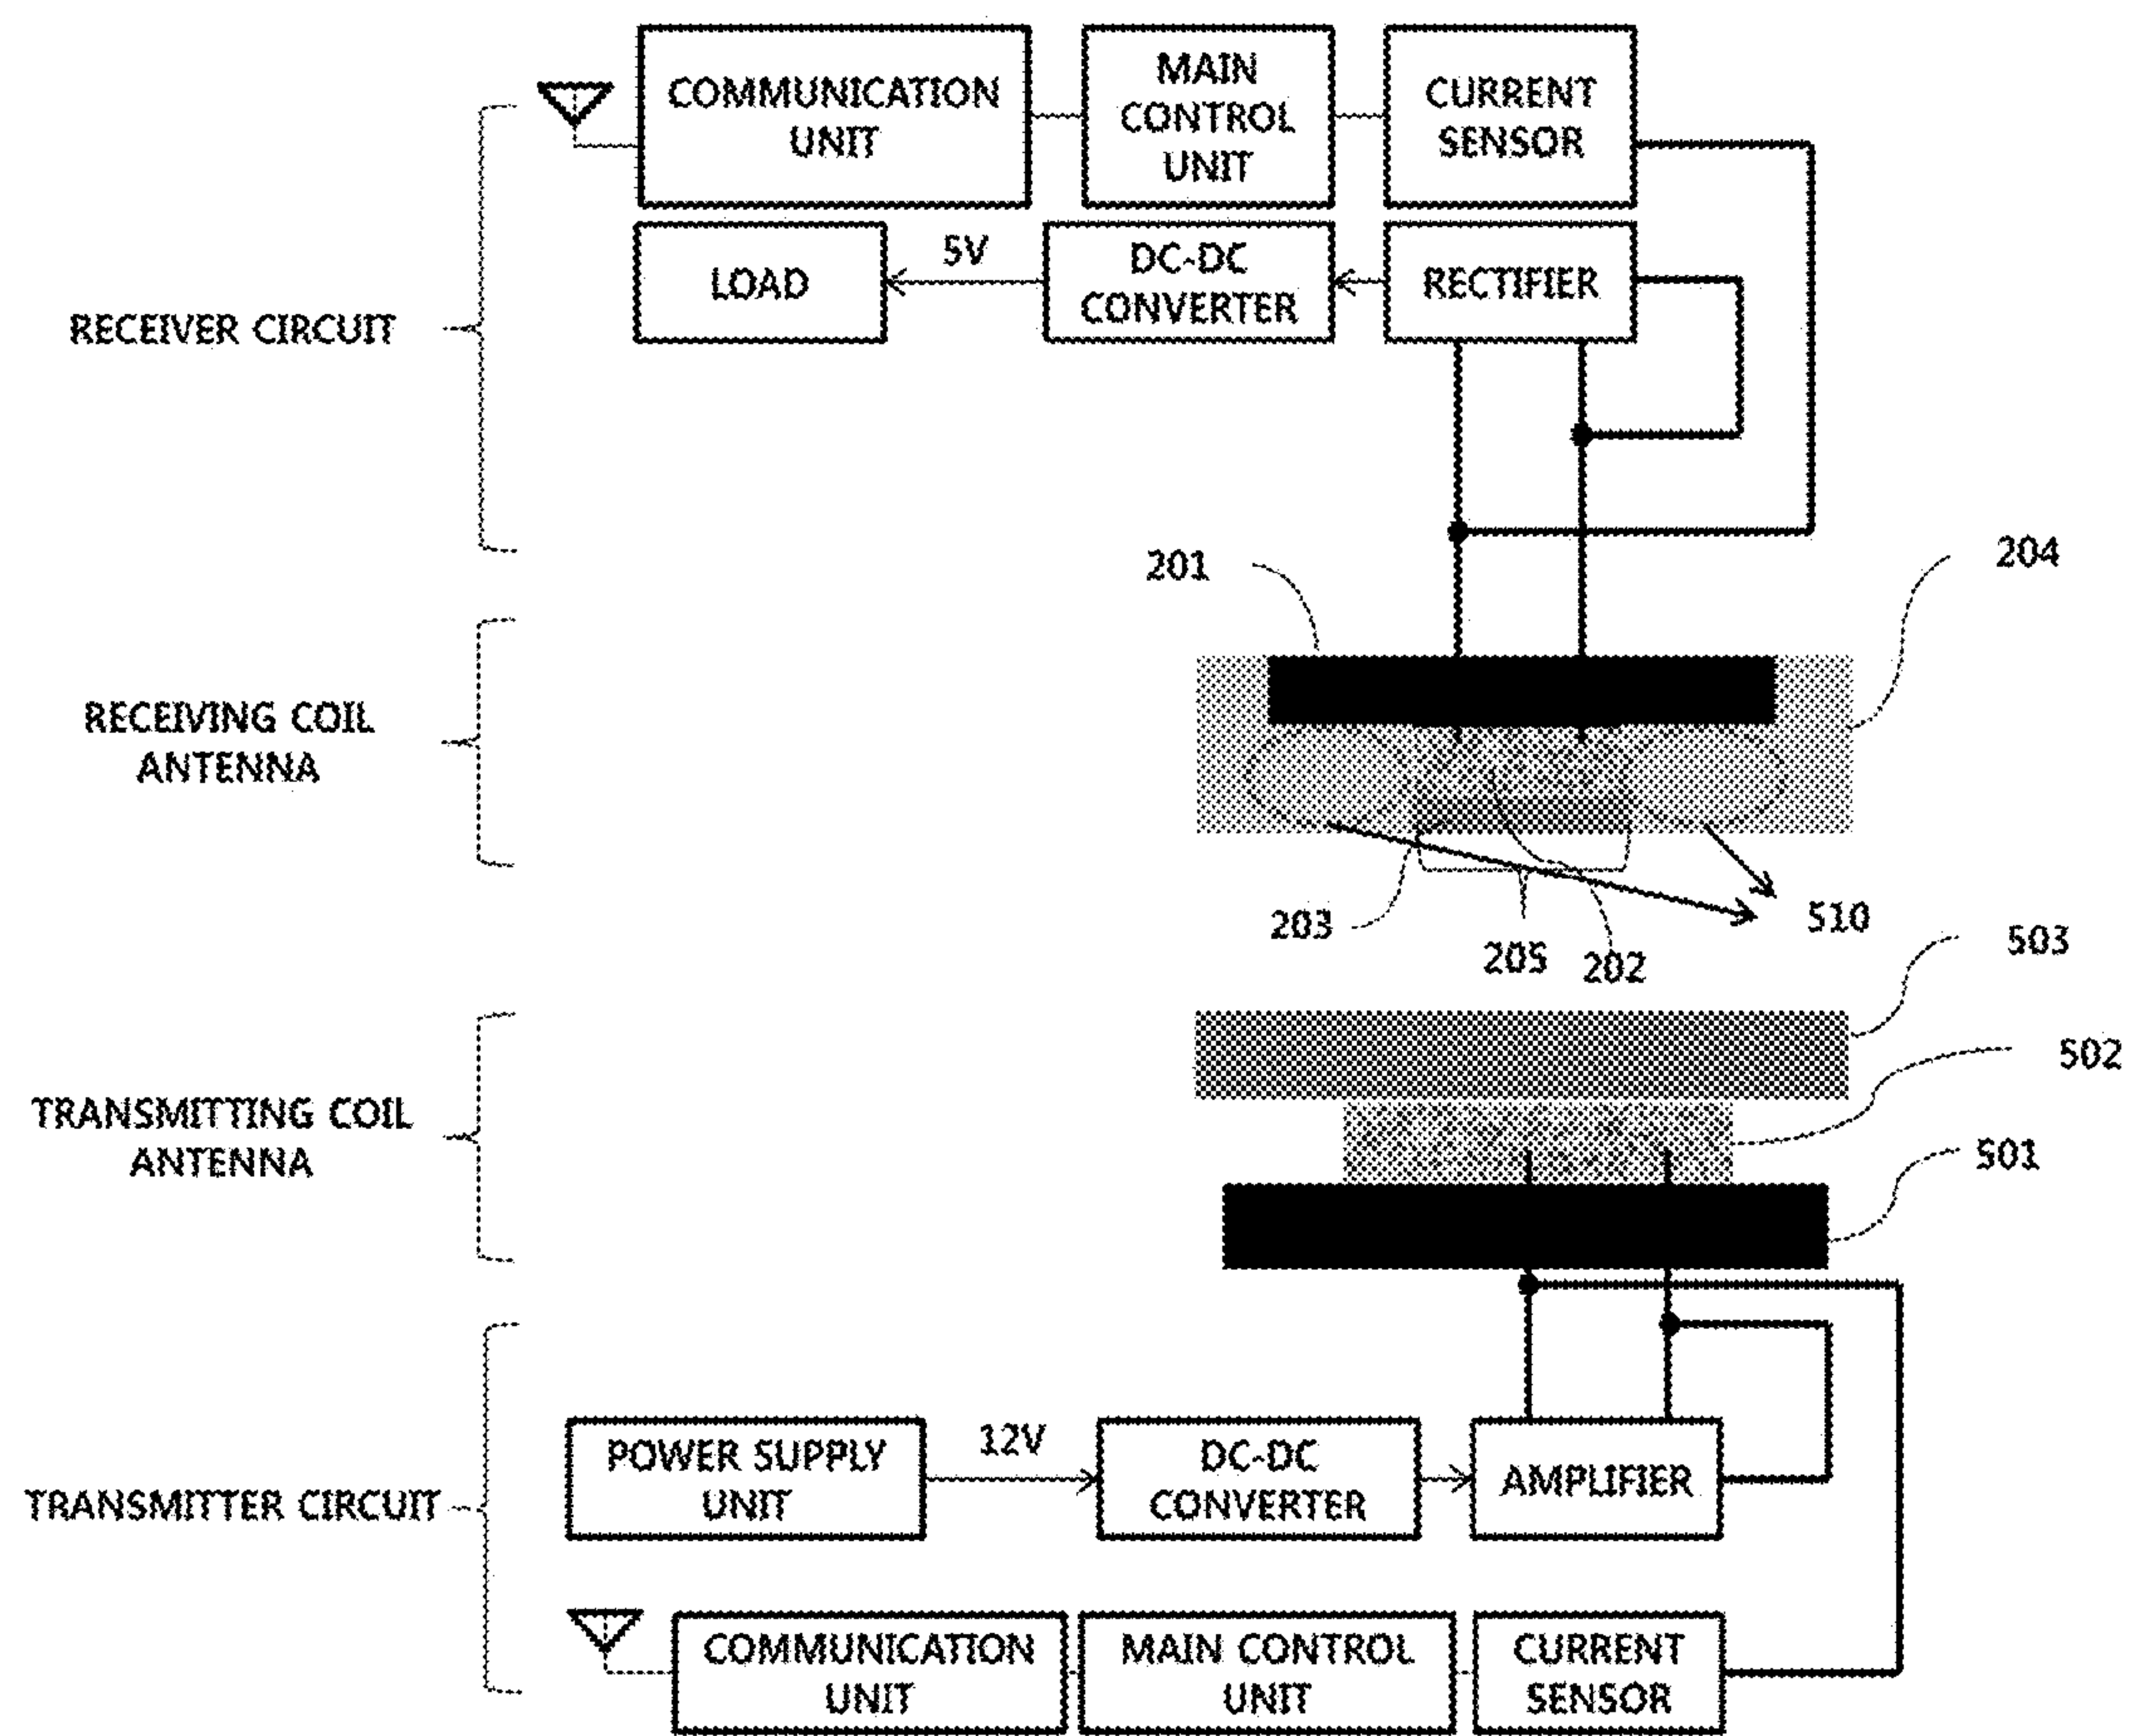 COMMUNICATION
UNIT
MAIN
CONTROL
UNIT
CURRENT
SENSOR
LOAD
5V
DC-DC
CONVERTER
RECTIFIER
RECEIVER CIRCUIT
201
204
RECEIVING COIL
ANTENNA
203
205
202
510
503
502
TRANSMITTING COIL
ANTENNA
501
TRANSMITTER CIRCUIT
POWER SUPPLY
UNIT
12V
DC-DC
CONVERTER
AMPLIFIER
COMMUNICATION
UNIT
MAIN CONTROL
UNIT
CURRENT
SENSOR